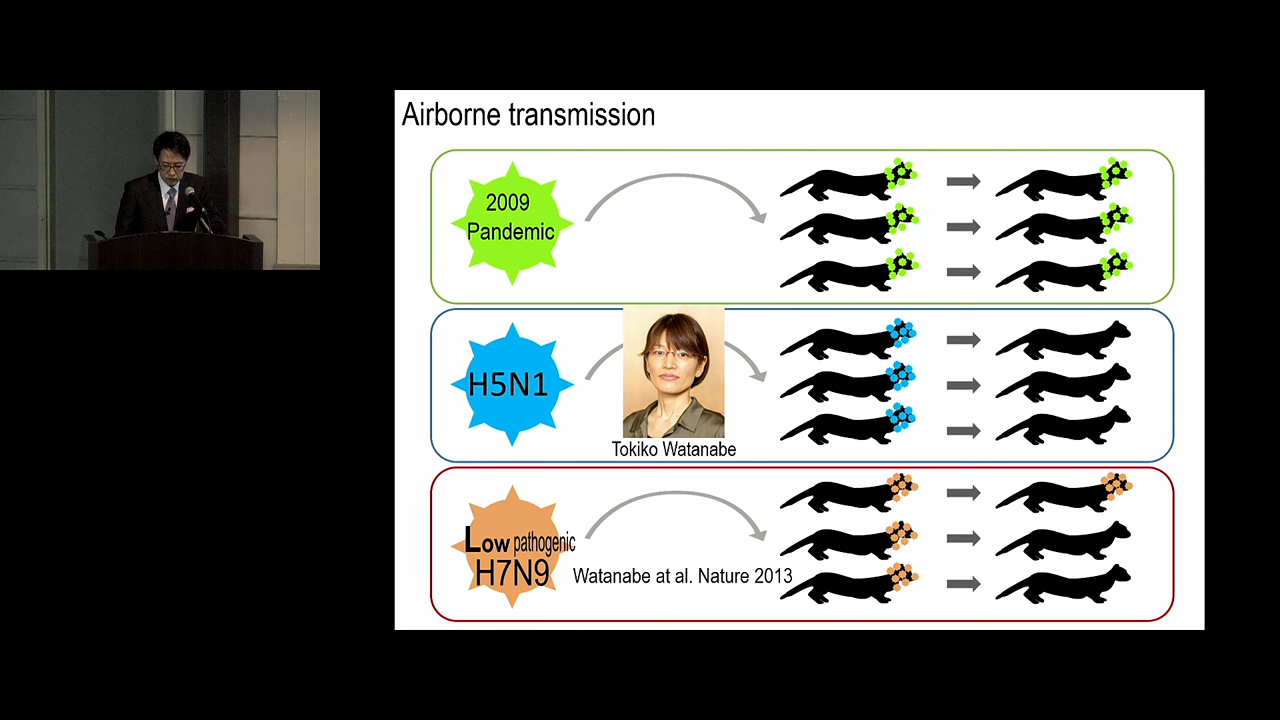 Airborne transmission
2009
Pandemic
H5N1
Tokiko Watanabe
Low pathogenic
H7N9
Watanabe at al. Nature 2013